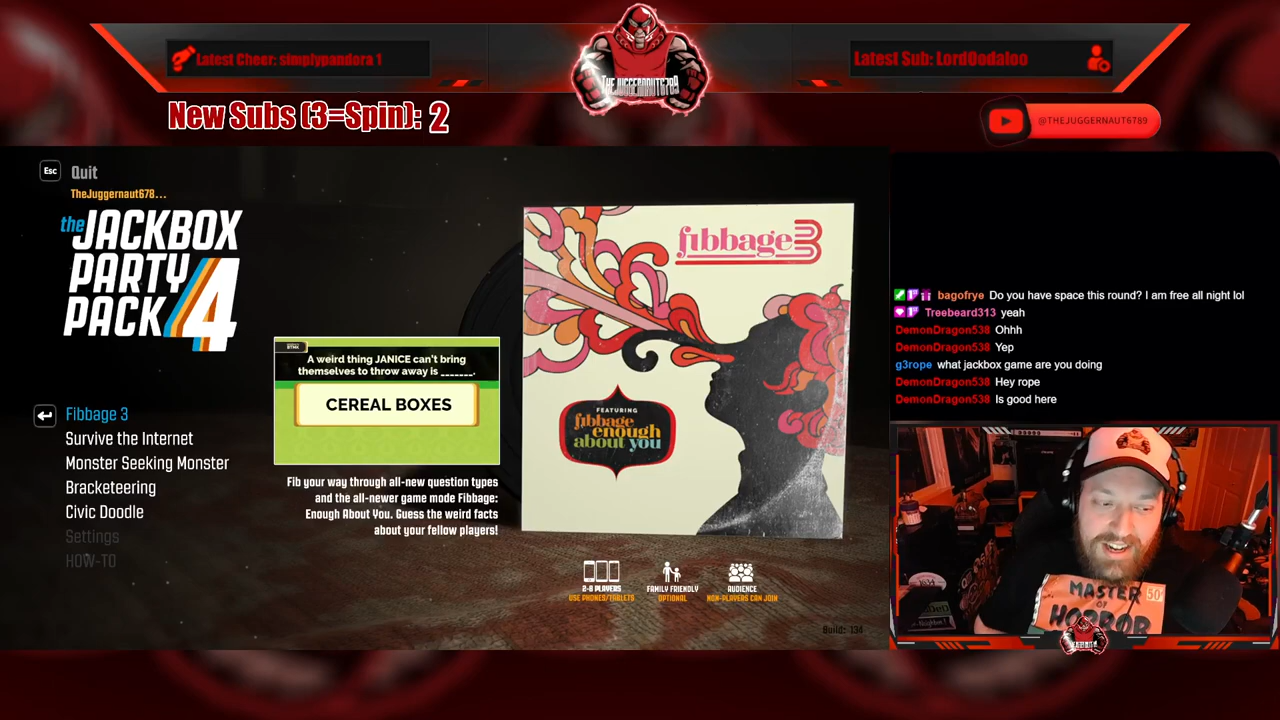 Latest Cheer: simplypandora 1
THEJUGGERNAUT6789
Latest Sub: LordOodaloo
New Subs (3=Spin): 2
@THEJUGGERNAUT6789
Esc Quit
TheJuggernaut678...
the JACKBOX
PARTY
PACK 4
Fibbage 3
Survive the Internet
Monster Seeking Monster
Bracketeering
Civic Doodle
Settings
HOW-TO
A weird thing JANICE can't bring
themselves to throw away is _______.
CEREAL BOXES
Fib your way through all-new question types
and the all-newer game mode Fibbage:
Enough About You. Guess the weird facts
about your fellow players!
fibbage 3
FEATURING
fibbage
enough
about you
2-8 PLAYERS
USE PHONES/TABLETS
FAMILY FRIENDLY
OPTIONAL
AUDIENCE
NON-PLAYERS CAN JOIN
Build: 134
bagofrye Do you have space this round? I am free all night lol
Treebeard313 yeah
DemonDragon538 Ohhh
DemonDragon538 Yep
g3rope what jackbox game are you doing
DemonDragon538 Hey rope
DemonDragon538 Is good here
MASTER
OF
HORROR
50¢